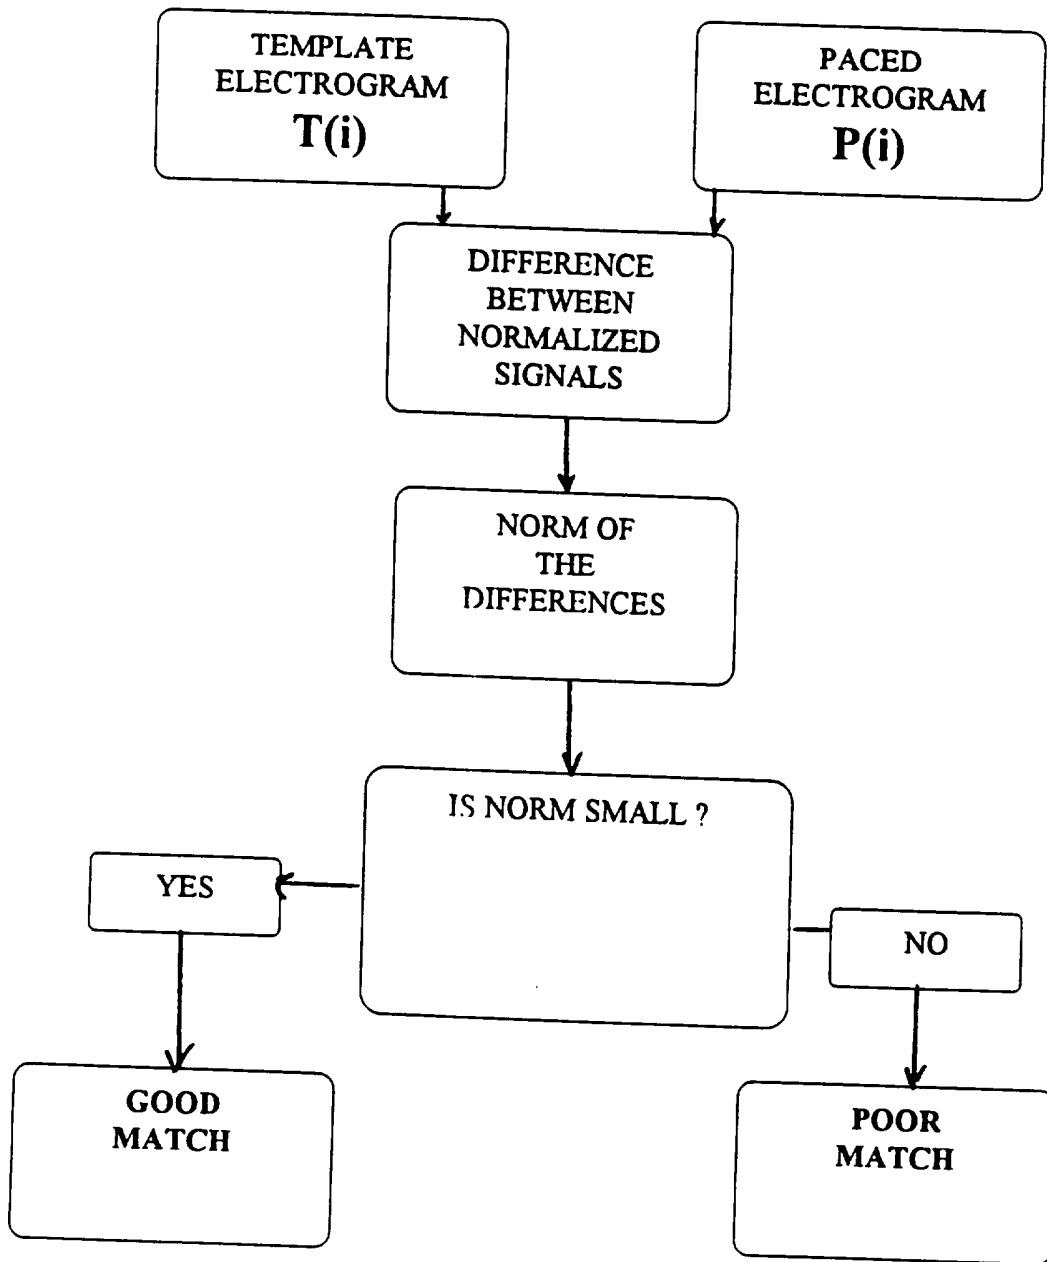 TEMPLATE
ELECTROGRAM
T(i)
PACED
ELECTROGRAM
P(i)
DIFFERENCE
BETWEEN
NORMALIZED
SIGNALS
NORM OF
THE
DIFFERENCES
IS NORM SMALL ?
YES
NO
GOOD
MATCH
POOR
MATCH